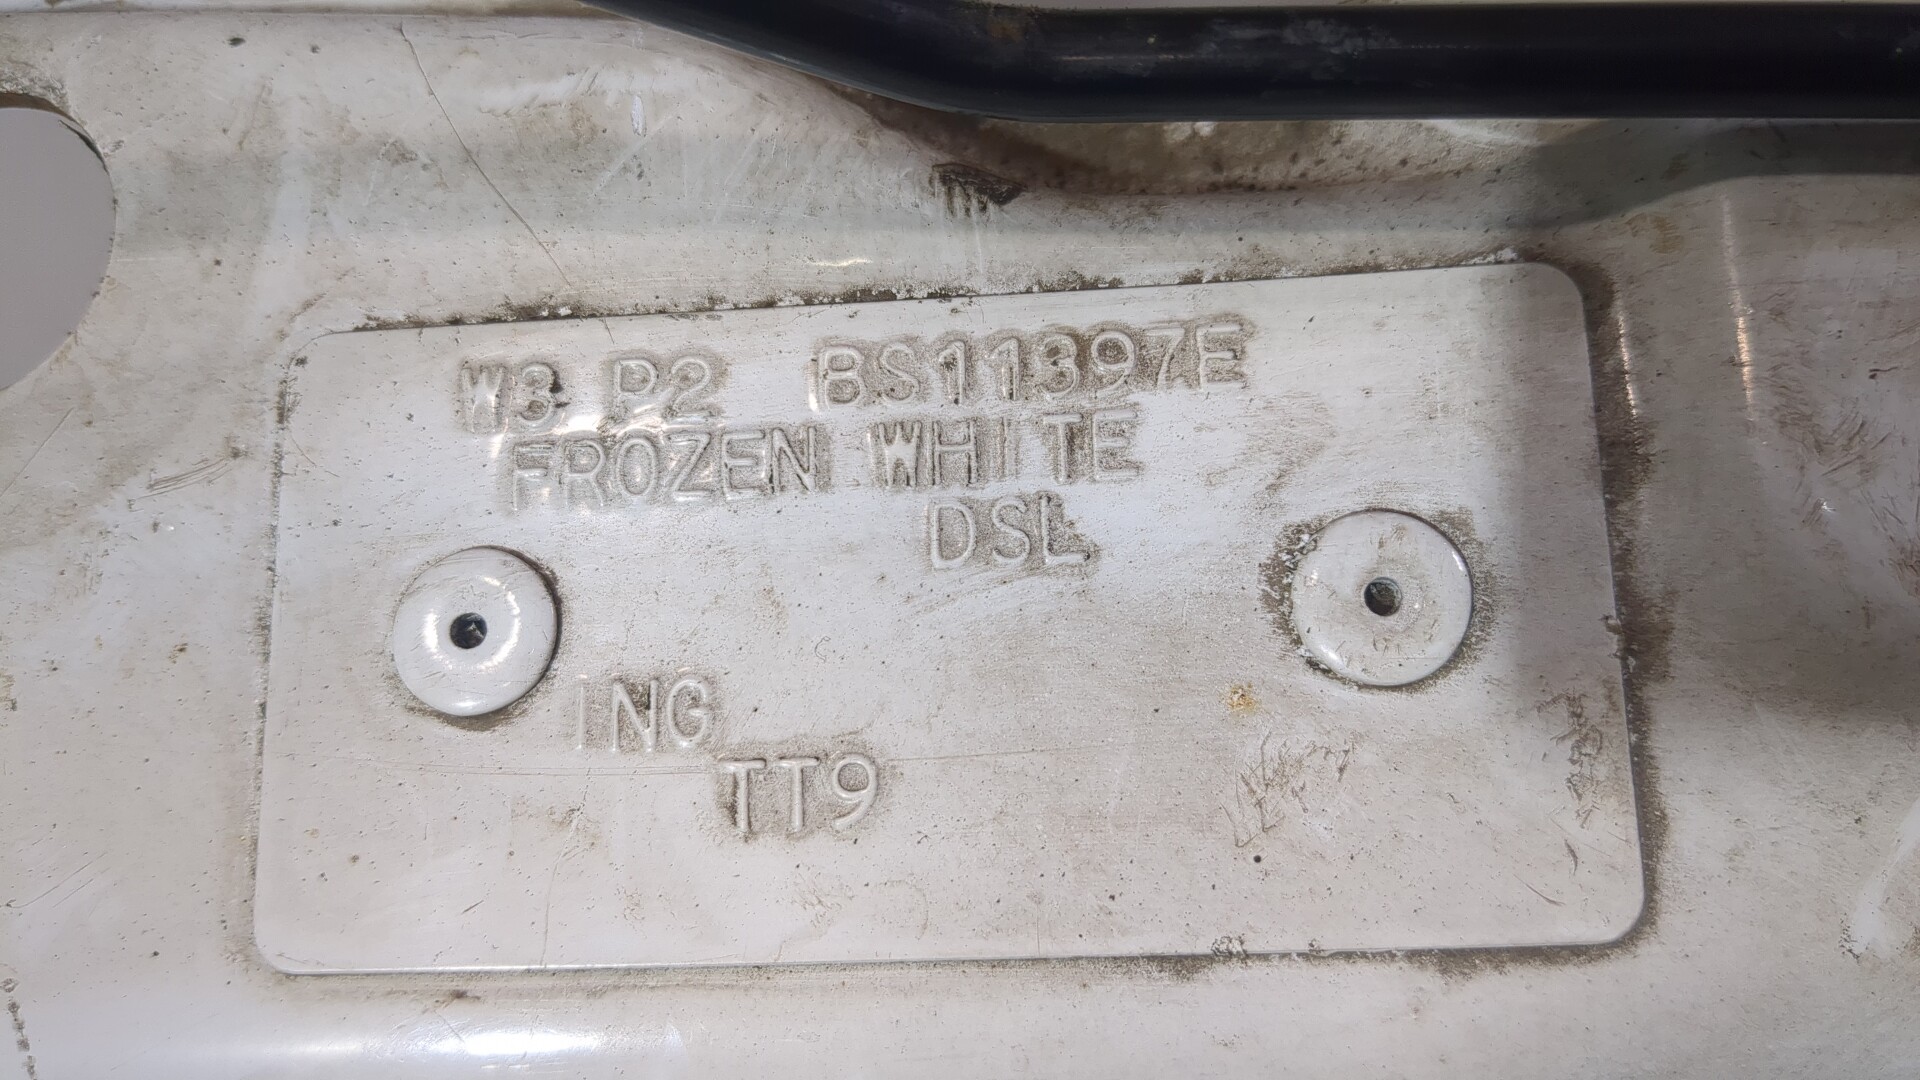 W3 P2 BS11397E
FROZEN WHITE
DSL
ING
TT9